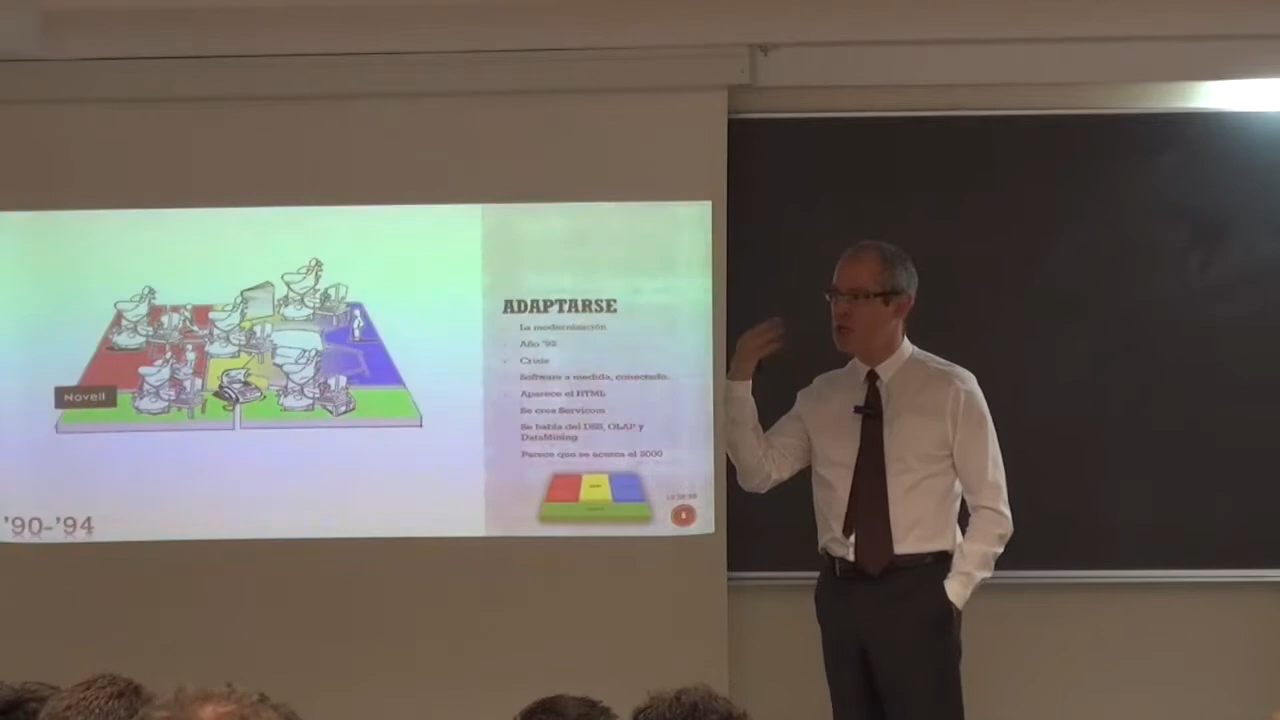 ADAPTARSE
La modernización
Año '92
Crisis
Software a medida, conectado.
Aparece el HTML
Se crea Servicom
Se habla del DSS, OLAP y
DataMining
Parece que se acerca el 2000
Novell
'90-'94